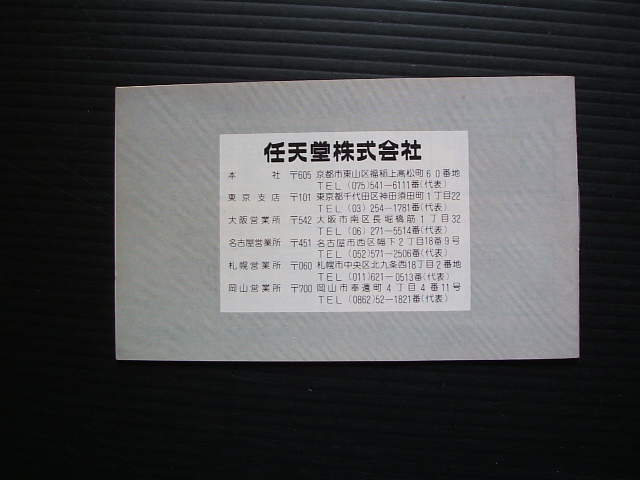 任天堂株式会社
本　　社 〒605 京都市東山区福稲上高松町60番地
TEL (075)541—6111番(代表)
東京支店 〒101 東京都千代田区神田須田町1丁目22
TEL (03) 254—1781番(代表)
大阪営業所 〒542 大阪市南区長堀橋筋1丁目32
TEL (06) 271—5514番(代表)
名古屋営業所 〒451 名古屋市西区幅下2丁目18番9号
TEL (052)571—2506番(代表)
札幌営業所 〒060 札幌市中央区北九条西18丁目2番地
TEL (011)621—0513番(代表)
岡山営業所 〒700 岡山市奉還町4丁目4番11号
TEL (0862)52—1821番(代表)